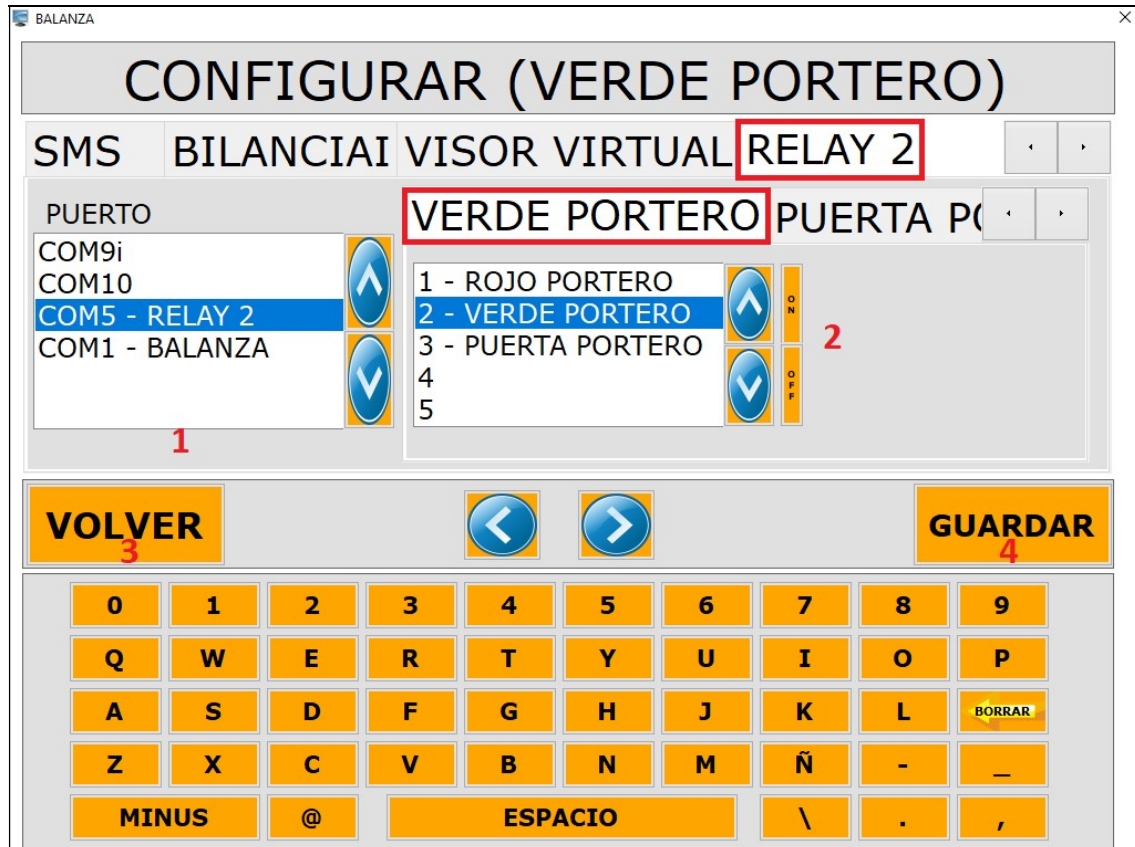 BALANZA
CONFIGURAR (VERDE PORTERO)
SMS BILANCIAI VISOR VIRTUAL RELAY 2
PUERTO
VERDE PORTERO PUERTA PO
COM9i
COM10
COM5 - RELAY 2
COM1 - BALANZA
1
1 - ROJO PORTERO
2 - VERDE PORTERO
3 - PUERTA PORTERO
4
5
ON
OFF
2
VOLVER
3
GUARDAR
4
0 1 2 3 4 5 6 7 8 9
Q W E R T Y U I O P
A S D F G H J K L BORRAR
Z X C V B N M Ñ - _
MINUS @ ESPACIO \ . ,